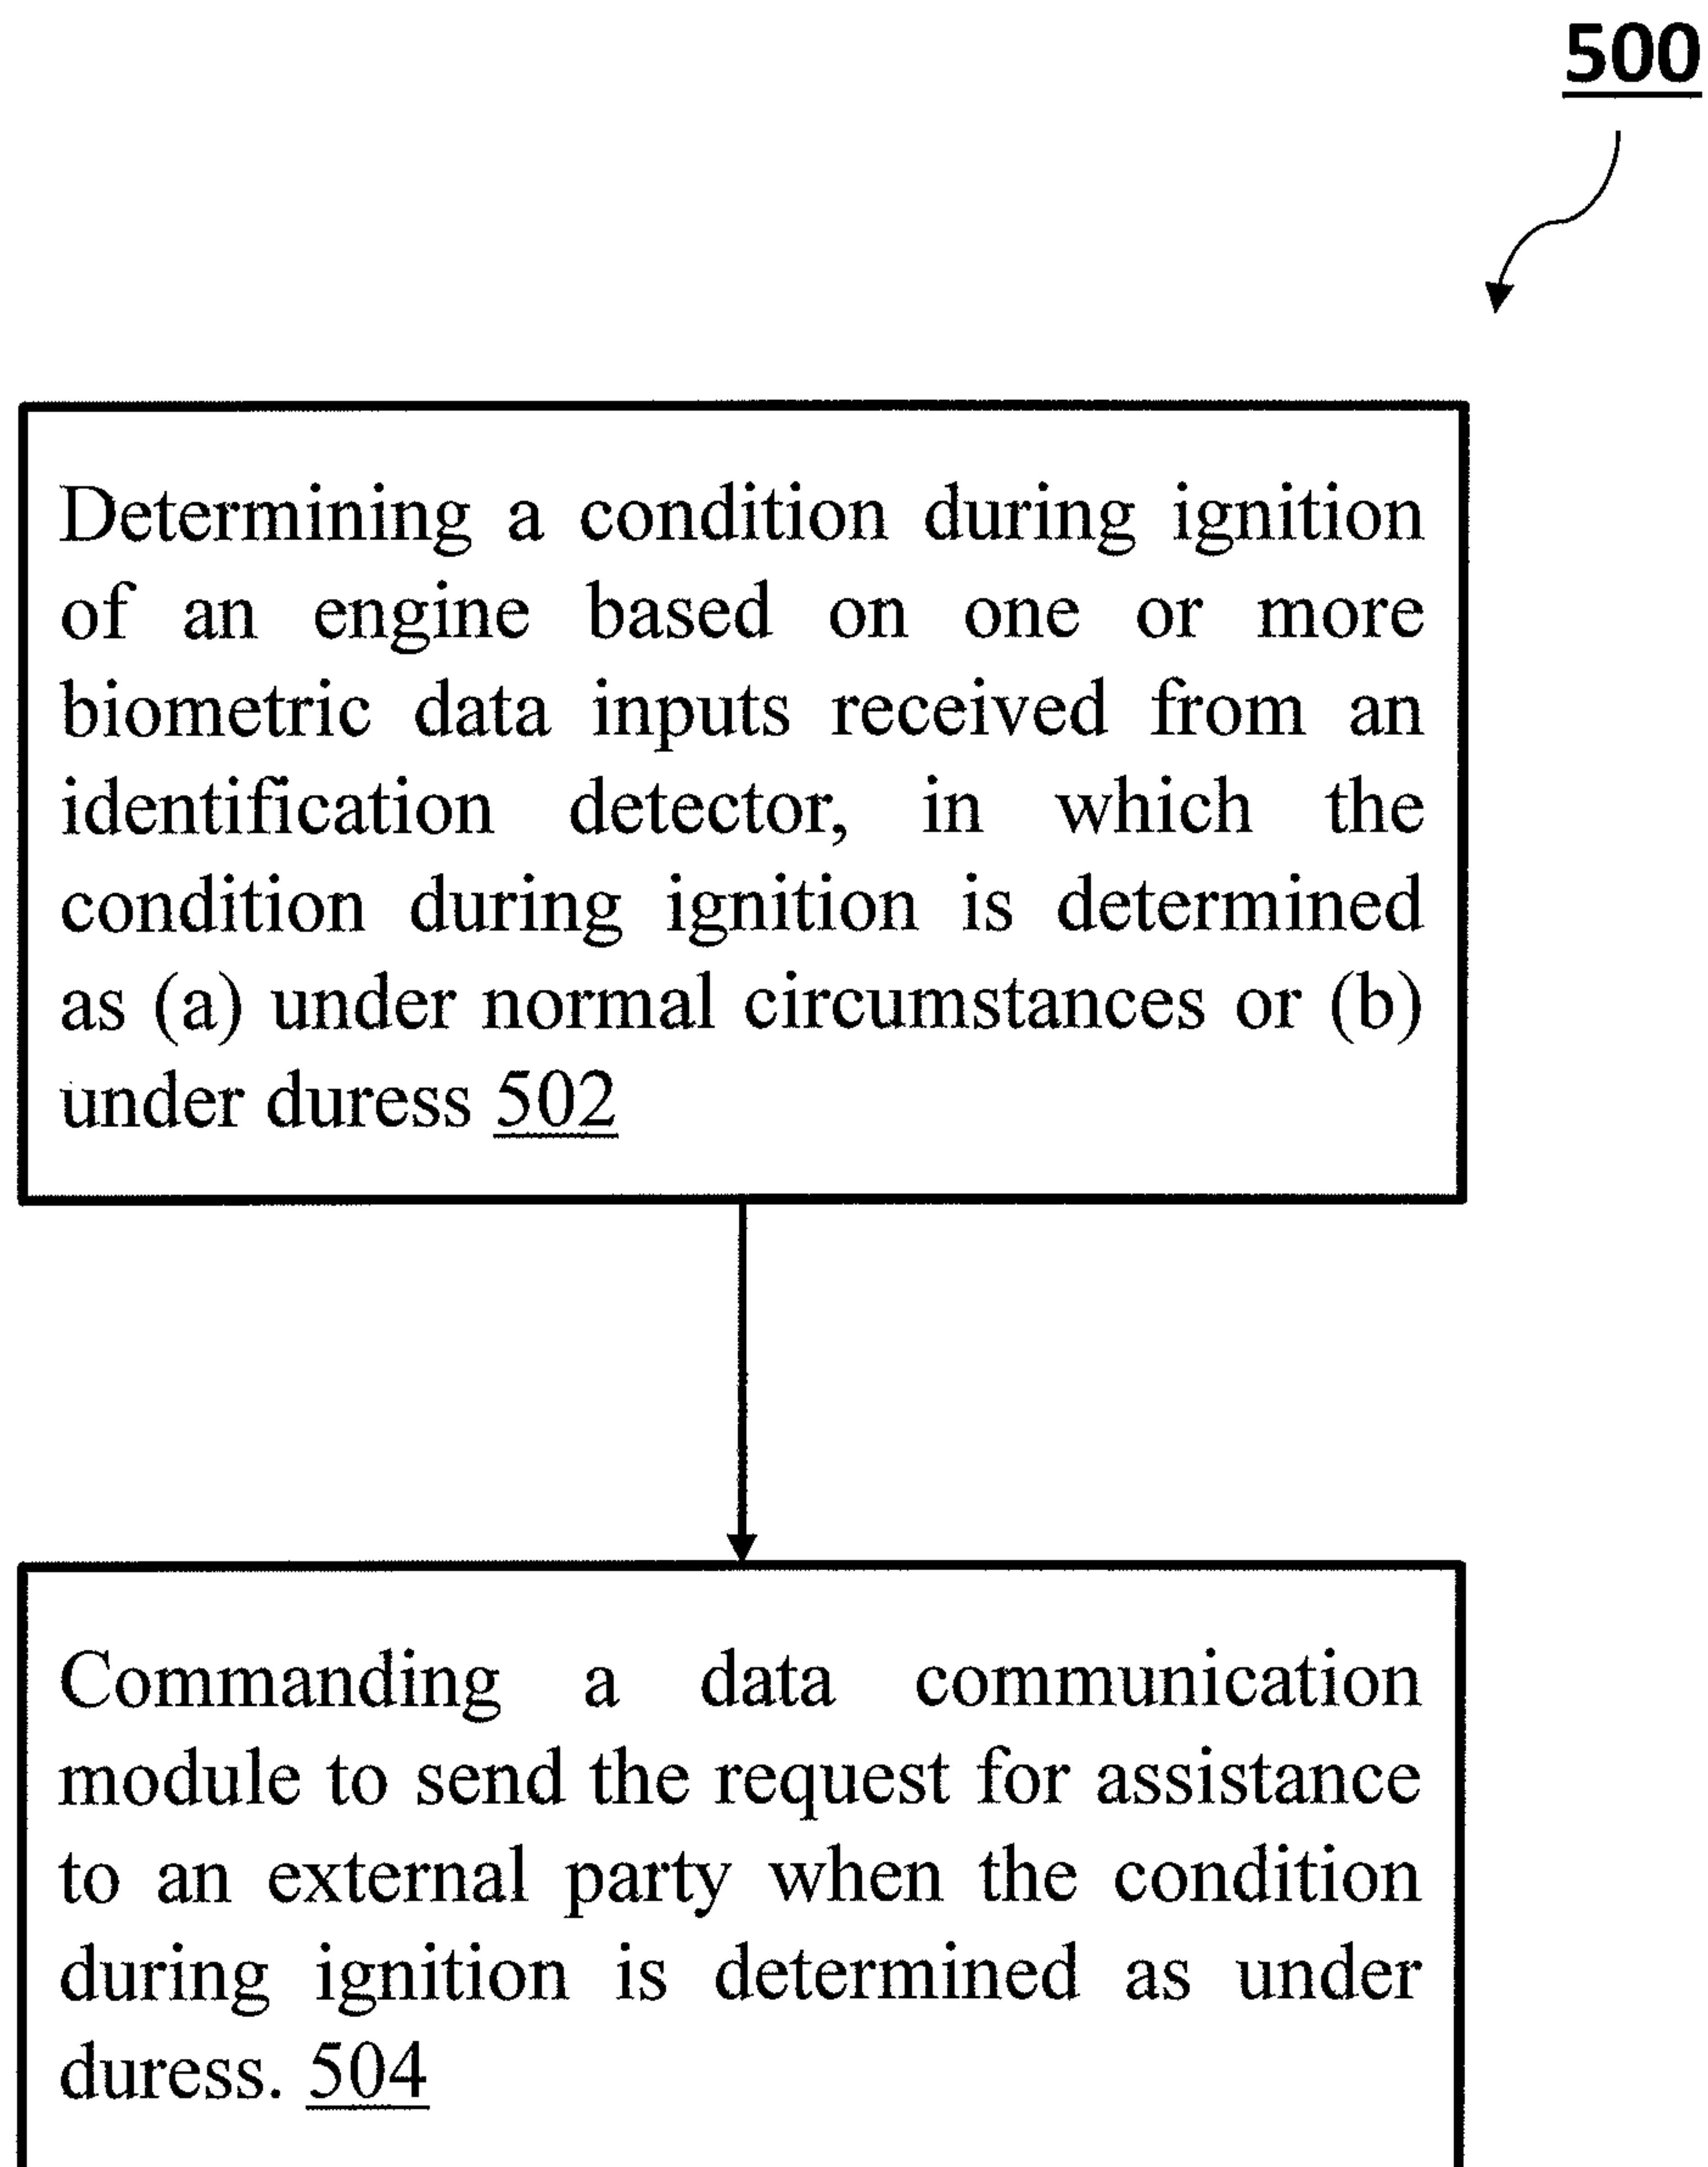 500
Determining a condition during ignition
of an engine based on one or more
biometric data inputs received from an
identification detector, in which the
condition during ignition is determined
as (a) under normal circumstances or (b)
under duress 502
Commanding a data communication
module to send the request for assistance
to an external party when the condition
during ignition is determined as under
duress. 504